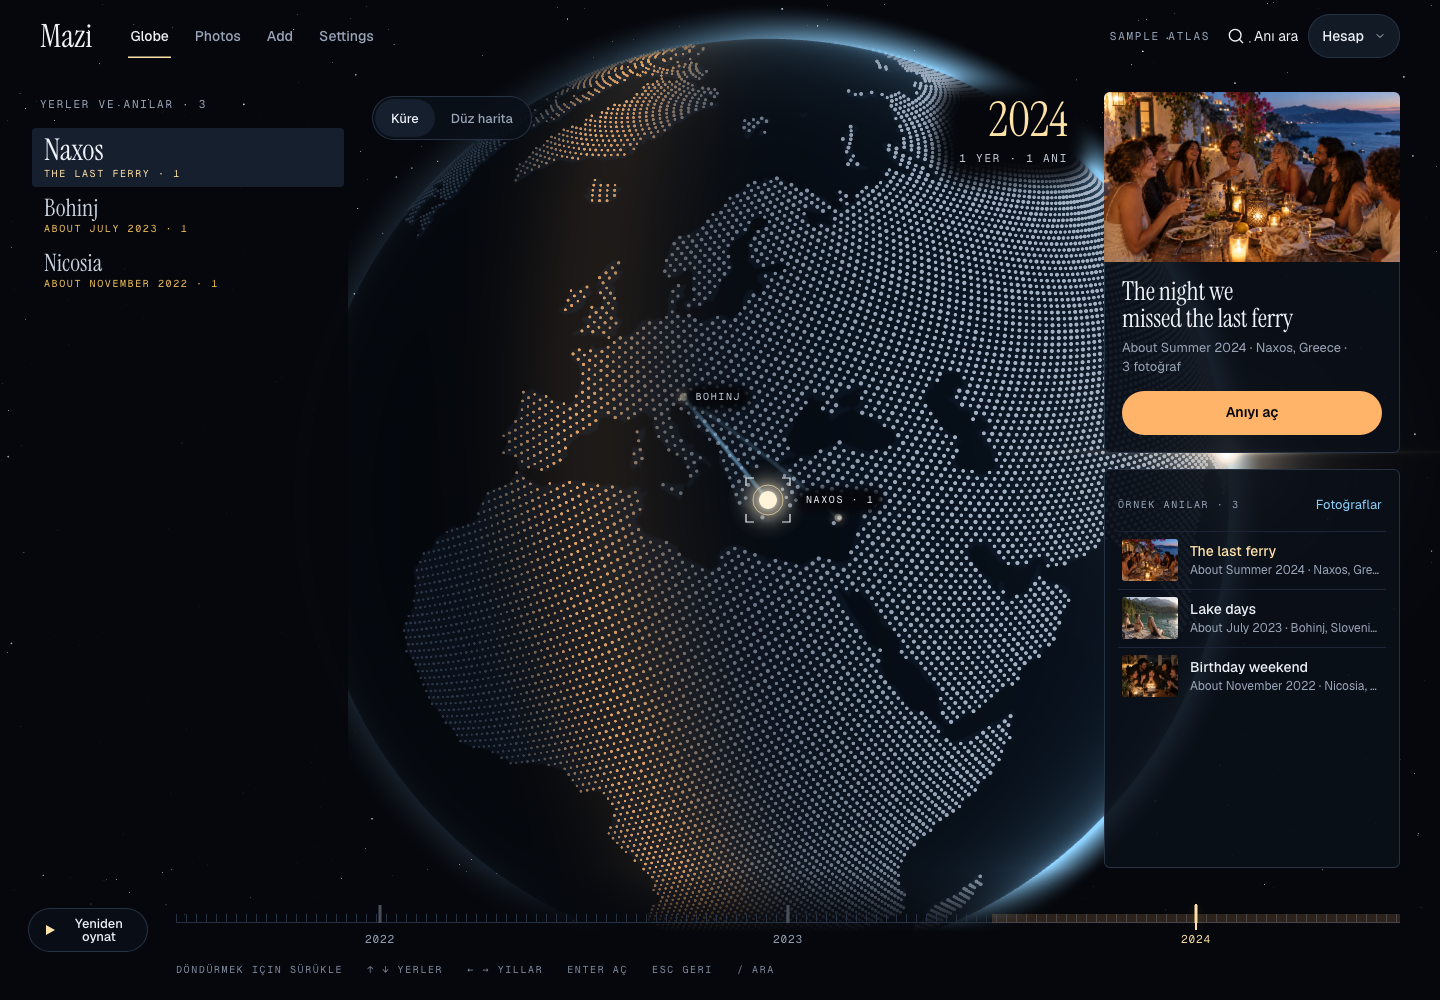 Mazi
Globe
Photos
Add
Settings
SAMPLE ATLAS
Anı ara
Hesap
YERLER VE ANILAR · 3
Naxos
THE LAST FERRY · 1
Bohinj
ABOUT JULY 2023 · 1
Nicosia
ABOUT NOVEMBER 2022 · 1
Küre
Düz harita
2024
1 YER · 1 ANI
BOHINJ
NAXOS · 1
The night we
missed the last ferry
About Summer 2024 · Naxos, Greece ·
3 fotoğraf
Anıyı aç
ÖRNEK ANILAR · 3
Fotoğraflar
The last ferry
About Summer 2024 · Naxos, Gre…
Lake days
About July 2023 · Bohinj, Sloveni…
Birthday weekend
About November 2022 · Nicosia, …
Yeniden
oynat
2022
2023
2024
DÖNDÜRMEK IÇIN SÜRÜKLE
↑ ↓ YERLER
← → YILLAR
ENTER AÇ
ESC GERI
/ ARA